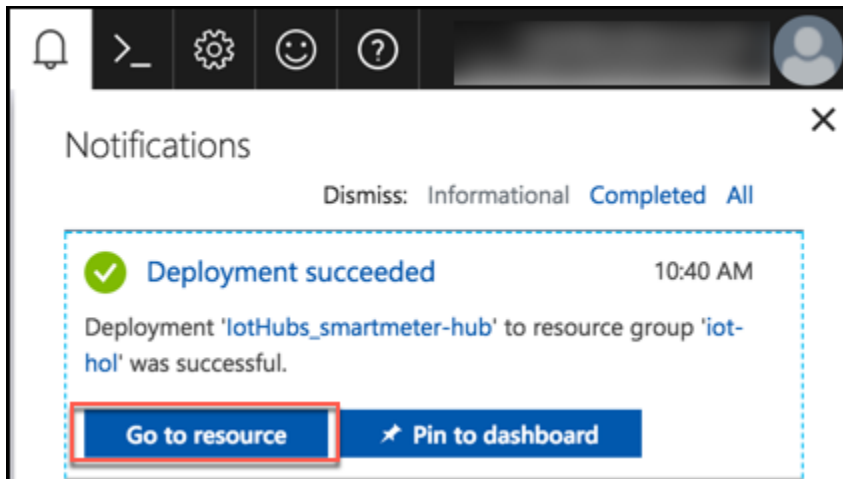 Notifications
Dismiss: Informational Completed All
Deployment succeeded 10:40 AM
Deployment 'IotHubs_smartmeter-hub' to resource group 'iot-
hol' was successful.
Go to resource Pin to dashboard